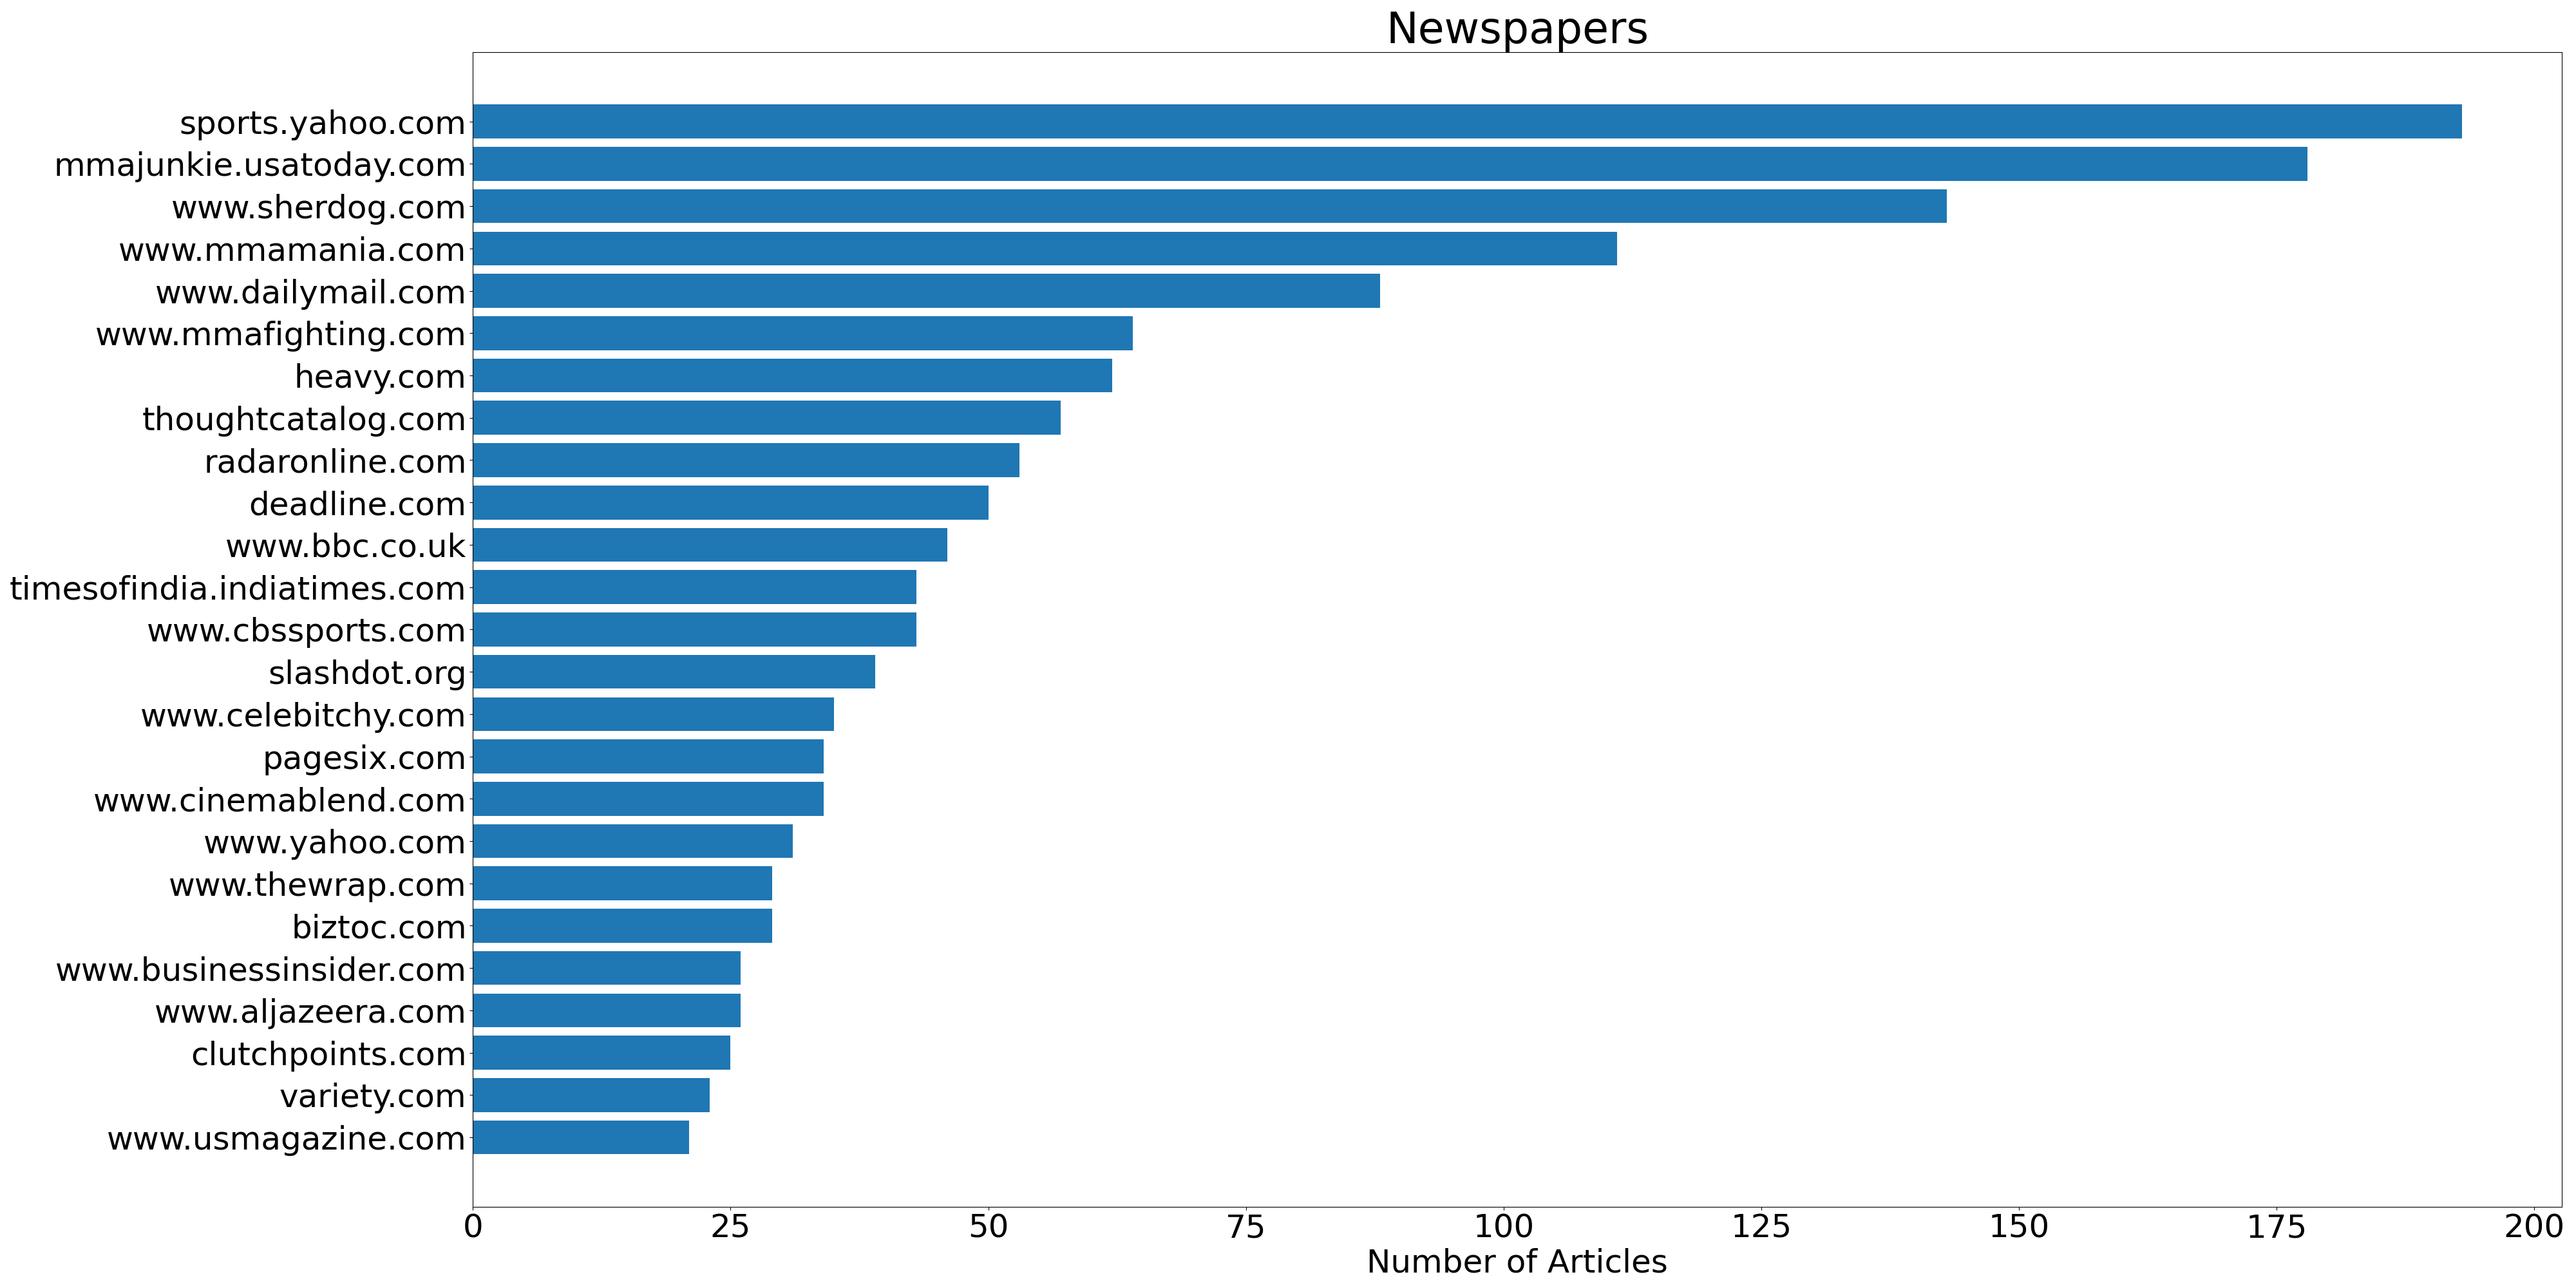 Newspapers
sports.yahoo.com
mmajunkie.usatoday.com
www.sherdog.com
www.mmamania.com
www.dailymail.com
www.mmafighting.com
heavy.com
thoughtcatalog.com
radaronline.com
deadline.com
www.bbc.co.uk
timesofindia.indiatimes.com
www.cbssports.com
slashdot.org
www.celebitchy.com
pagesix.com
www.cinemablend.com
www.yahoo.com
www.thewrap.com
biztoc.com
www.businessinsider.com
www.aljazeera.com
clutchpoints.com
variety.com
www.usmagazine.com
0 25 50 75 100 125 150 175 200
Number of Articles